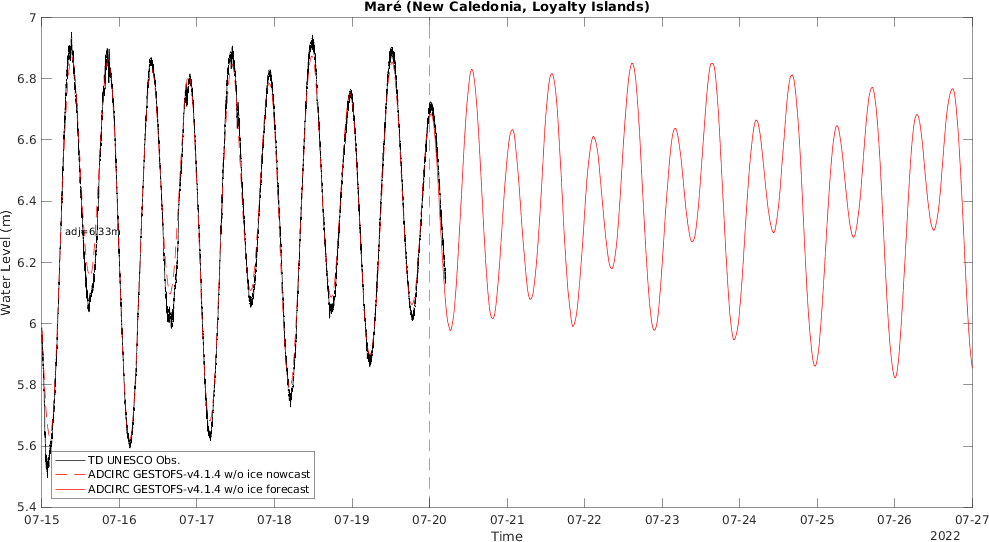 Maré (New Caledonia, Loyalty Islands)
7
6.8
6.6
6.4
6.2
6
5.8
5.6
5.4
Water Level (m)
adj=6.33m
TD UNESCO Obs.
ADCIRC GESTOFS-v4.1.4 w/o ice nowcast
ADCIRC GESTOFS-v4.1.4 w/o ice forecast
07-15 07-16 07-17 07-18 07-19 07-20 07-21 07-22 07-23 07-24 07-25 07-26 07-27
Time
2022